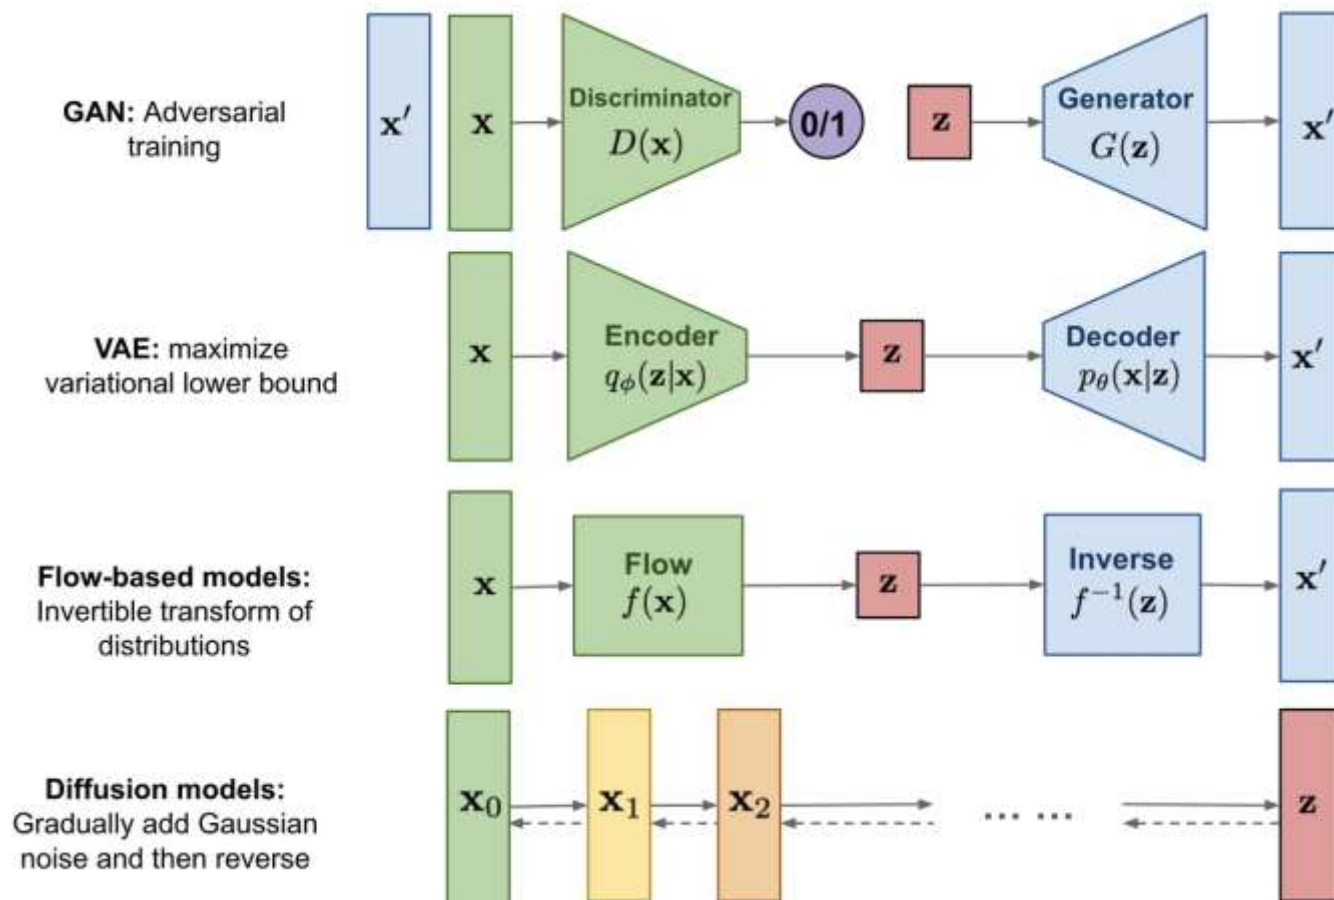 GAN: Adversarial
training
x′
x
Discriminator
D(x)
0/1
z
Generator
G(z)
x′
VAE: maximize
variational lower bound
x
Encoder
qϕ(z|x)
z
Decoder
pθ(x|z)
x′
Flow-based models:
Invertible transform of
distributions
x
Flow
f(x)
z
Inverse
f⁻¹(z)
x′
Diffusion models:
Gradually add Gaussian
noise and then reverse
x₀
x₁
x₂
... ...
z